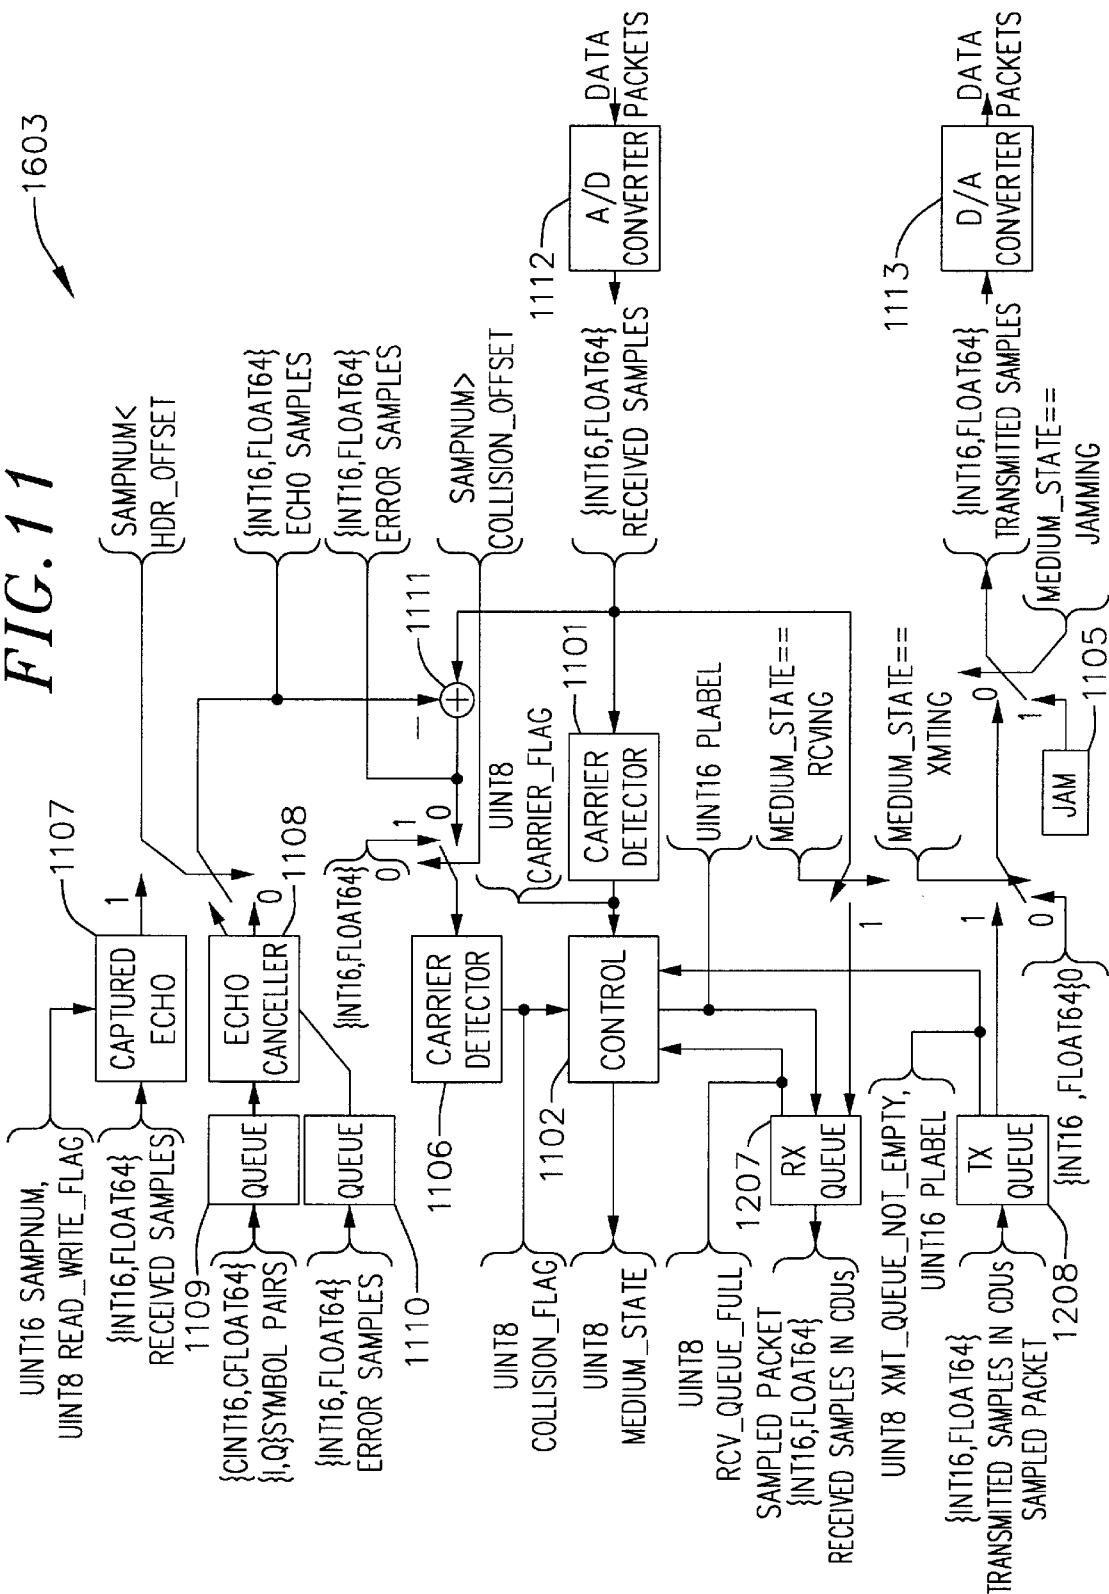 FIG.11
1603
UINT16 SAMPNUM,
UINT8 READ_WRITE_FLAG
{INT16,FLOAT64}
RECEIVED SAMPLES
1107
CAPTURED
ECHO
1
SAMPNUM<
HDR_OFFSET
1109
{CINT16,CFLOAT64}
{I,Q}SYMBOL PAIRS
QUEUE
ECHO
CANCELLER
1108
0
{INT16,FLOAT64}
ECHO SAMPLES
{INT16,FLOAT64}
ERROR SAMPLES
QUEUE
1110
{INT16,FLOAT64}
ERROR SAMPLES
{INT16,FLOAT64}
0
1
0
1111
+
—
SAMPNUM>
COLLISION_OFFSET
1106
CARRIER
DETECTOR
UINT8
CARRIER_FLAG
UINT8
COLLISION_FLAG
1102
CONTROL
CARRIER
DETECTOR
1101
{INT16,FLOAT64}
RECEIVED SAMPLES
1112
A/D
CONVERTER
DATA
PACKETS
UINT8
MEDIUM_STATE
UINT16 PLABEL
UINT8
RCV_QUEUE_FULL
1207
RX
QUEUE
SAMPLED PACKET
{INT16,FLOAT64}
RECEIVED SAMPLES IN CDUs
1
MEDIUM_STATE==
RCVING
UINT8 XMT_QUEUE_NOT_EMPTY,
UINT16 PLABEL
MEDIUM_STATE==
XMTING
{INT16,FLOAT64}
TRANSMITTED SAMPLES IN CDUs
SAMPLED PACKET
TX
QUEUE
1208
1
0
{INT16 ,FLOAT64}0
0
1
JAM
1105
{INT16,FLOAT64}
TRANSMITTED SAMPLES
MEDIUM_STATE==
JAMMING
1113
D/A
CONVERTER
DATA
PACKETS